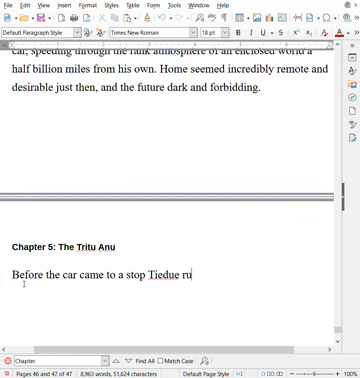 File Edit View Insert Format Styles Table Form Tools Window Help
Default Paragraph Style Times New Roman 18 pt B I U S
car, speeding through the rank atmosphere of an enclosed world a
half billion miles from his own. Home seemed incredibly remote and
desirable just then, and the future dark and forbidding.
Chapter 5: The Tritu Anu
Before the car came to a stop Tiedue ru
Chapter Find All Match Case
Pages 46 and 47 of 47 8,963 words, 51,624 characters Default Page Style 100%